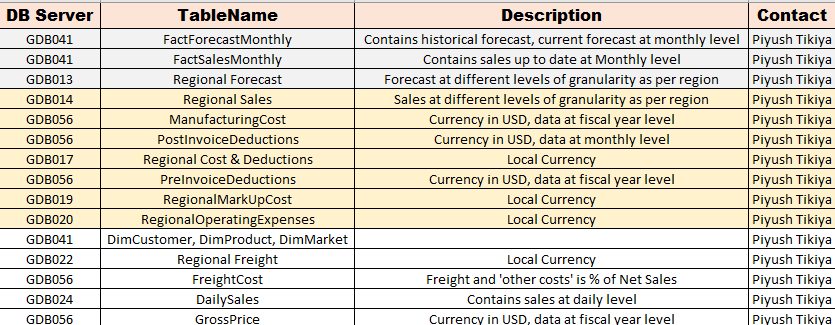 DB Server TableName Description Contact
GDB041 FactForecastMonthly Contains historical forecast, current forecast at monthly level Piyush Tikiya
GDB041 FactSalesMonthly Contains sales up to date at Monthly level Piyush Tikiya
GDB013 Regional Forecast Forecast at different levels of granularity as per region Piyush Tikiya
GDB014 Regional Sales Sales at different levels of granularity as per region Piyush Tikiya
GDB056 ManufacturingCost Currency in USD, data at fiscal year level Piyush Tikiya
GDB056 PostInvoiceDeductions Currency in USD, data at monthly level Piyush Tikiya
GDB017 Regional Cost & Deductions Local Currency Piyush Tikiya
GDB056 PreInvoiceDeductions Currency in USD, data at fiscal year level Piyush Tikiya
GDB019 RegionalMarkUpCost Local Currency Piyush Tikiya
GDB020 RegionalOperatingExpenses Local Currency Piyush Tikiya
GDB041 DimCustomer, DimProduct, DimMarket Piyush Tikiya
GDB022 Regional Freight Local Currency Piyush Tikiya
GDB056 FreightCost Freight and 'other costs' is % of Net Sales Piyush Tikiya
GDB024 DailySales Contains sales at daily level Piyush Tikiya
GDB056 GrossPrice Currency in USD, data at fiscal year level Piyush Tikiya